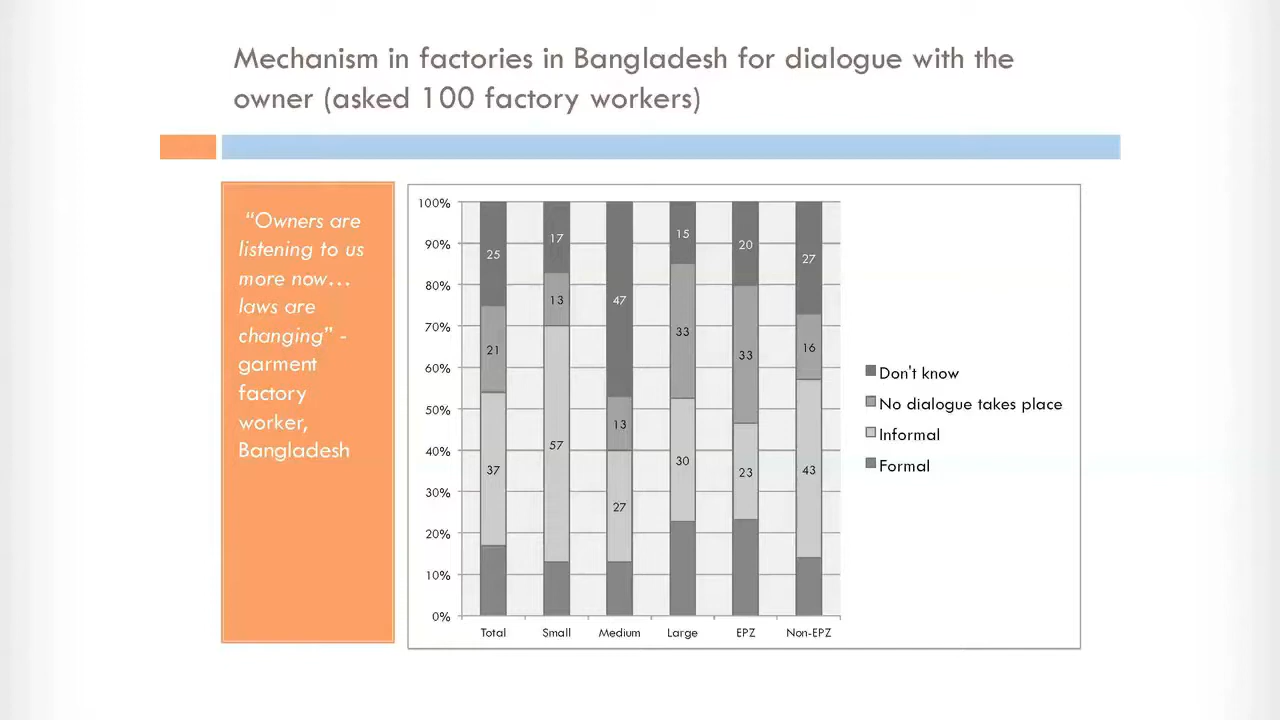 Mechanism in factories in Bangladesh for dialogue with the
owner (asked 100 factory workers)
“Owners are
listening to us
more now…
laws are
changing” -
garment
factory
worker,
Bangladesh
100%
90%
80%
70%
60%
50%
40%
30%
20%
10%
0%
25 17 47 15 20 27
21 13 13 33 33 16
37 57 27 30 23 43
Total Small Medium Large EPZ Non-EPZ
Don't know
No dialogue takes place
Informal
Formal